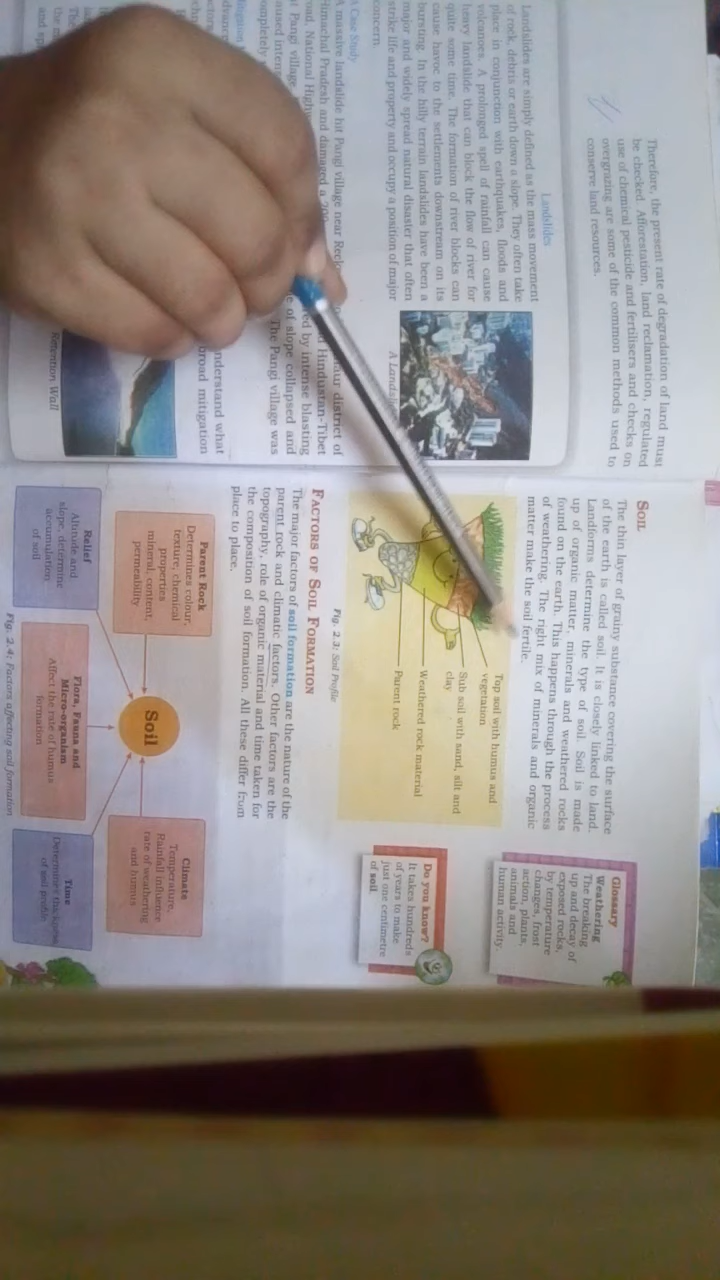 Therefore, the present rate of degradation of land must
be checked. Afforestation, land reclamation, regulated
use of chemical pesticide and fertilisers and checks on
overgrazing are some of the common methods used to
conserve land resources.
Landslides
Landslides are simply defined as the mass movement
of rock, debris or earth down a slope. They often take
place in conjunction with earthquakes, floods and
volcanoes. A prolonged spell of rainfall can cause
heavy landslide that can block the flow of river for
quite some time. The formation of river blocks can
cause havoc to the settlements downstream on its
bursting. In the hilly terrain landslides have been a
major and widely spread natural disaster that often
strike life and property and occupy a position of major
concern.
A Case Study
A massive landslide hit Pangi village near
district of
Himachal Pradesh and damaged a
Hindustan-Tibet
National
by intense blasting
Pangi village.
of slope collapsed and
The Pangi village was
completely
understand what
broad mitigation
Wall
SOIL
The thin layer of grainy substance covering the surface
of the earth is called soil. It is closely linked to land.
Landforms determine the type of soil. Soil is made
up of organic matter, minerals and weathered rocks
found on the earth. This happens through the process
of weathering. The right mix of minerals and organic
matter make the soil fertile.
Top soil with humus and
vegetation
Sub soil with sand, silt and
clay
Weathered rock material
Parent rock
Fig. 2.3: Soil Profile
Glossary
Weathering
The breaking
up and decay of
exposed rocks,
by temperature
changes, frost
action, plants,
animals and
human activity.
Do you know?
It takes hundreds
of years to make
just one centimetre
of soil
FACTORS OF SOIL FORMATION
The major factors of soil formation are the nature of the
parent rock and climatic factors. Other factors are the
topography, role of organic material and time taken for
the composition of soil formation. All these differ from
place to place.
Parent Rock
Determines colour,
texture, chemical
properties
mineral, content,
permeability
Climate
Temperature,
Rainfall influence
rate of weathering
and humus
Soil
Relief
Altitude and
slope, determine
accumulation
of soil
Flora, Fauna and
Micro-organism
Affect the rate of humus
formation
Time
Determines thickness
of soil profile
Fig. 2.4: Factors affecting soil formation